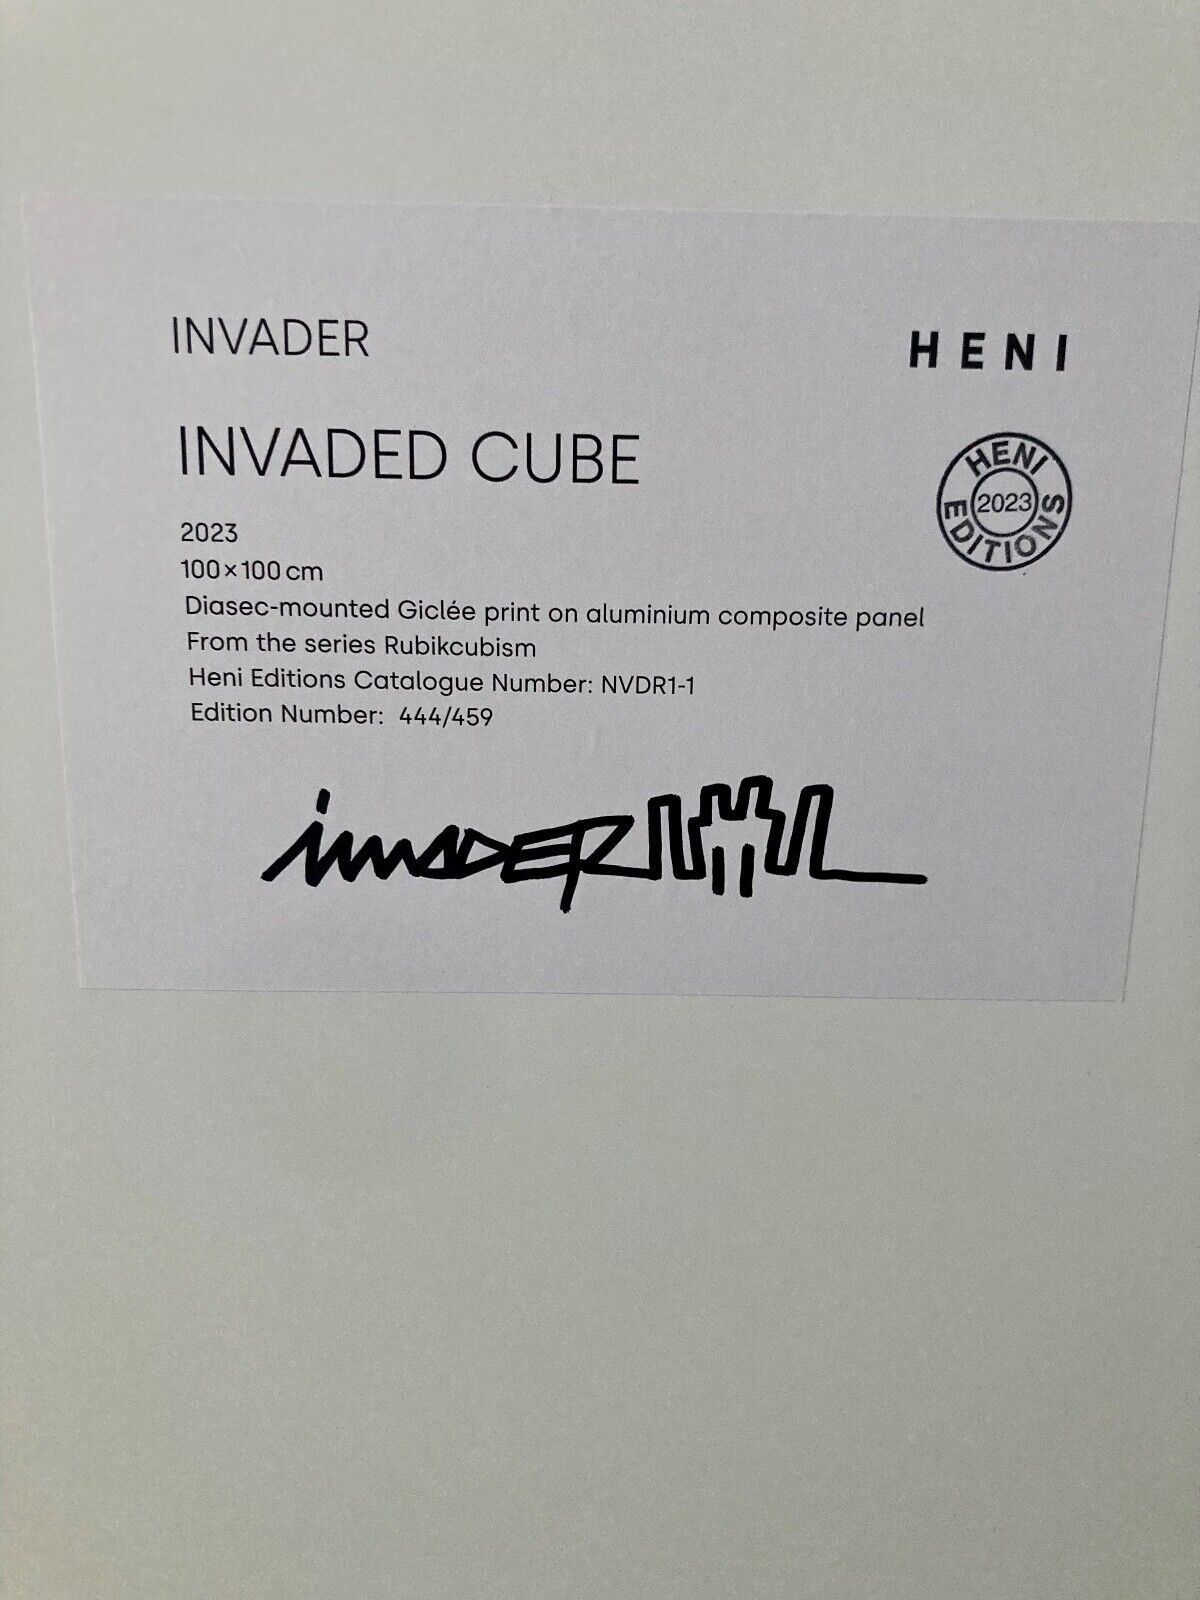 INVADER
HENI
INVADED CUBE
HENI EDITIONS
2023
2023
100×100 cm
Diasec-mounted Giclée print on aluminium composite panel
From the series Rubikcubism
Heni Editions Catalogue Number: NVDR1-1
Edition Number: 444/459
invADER